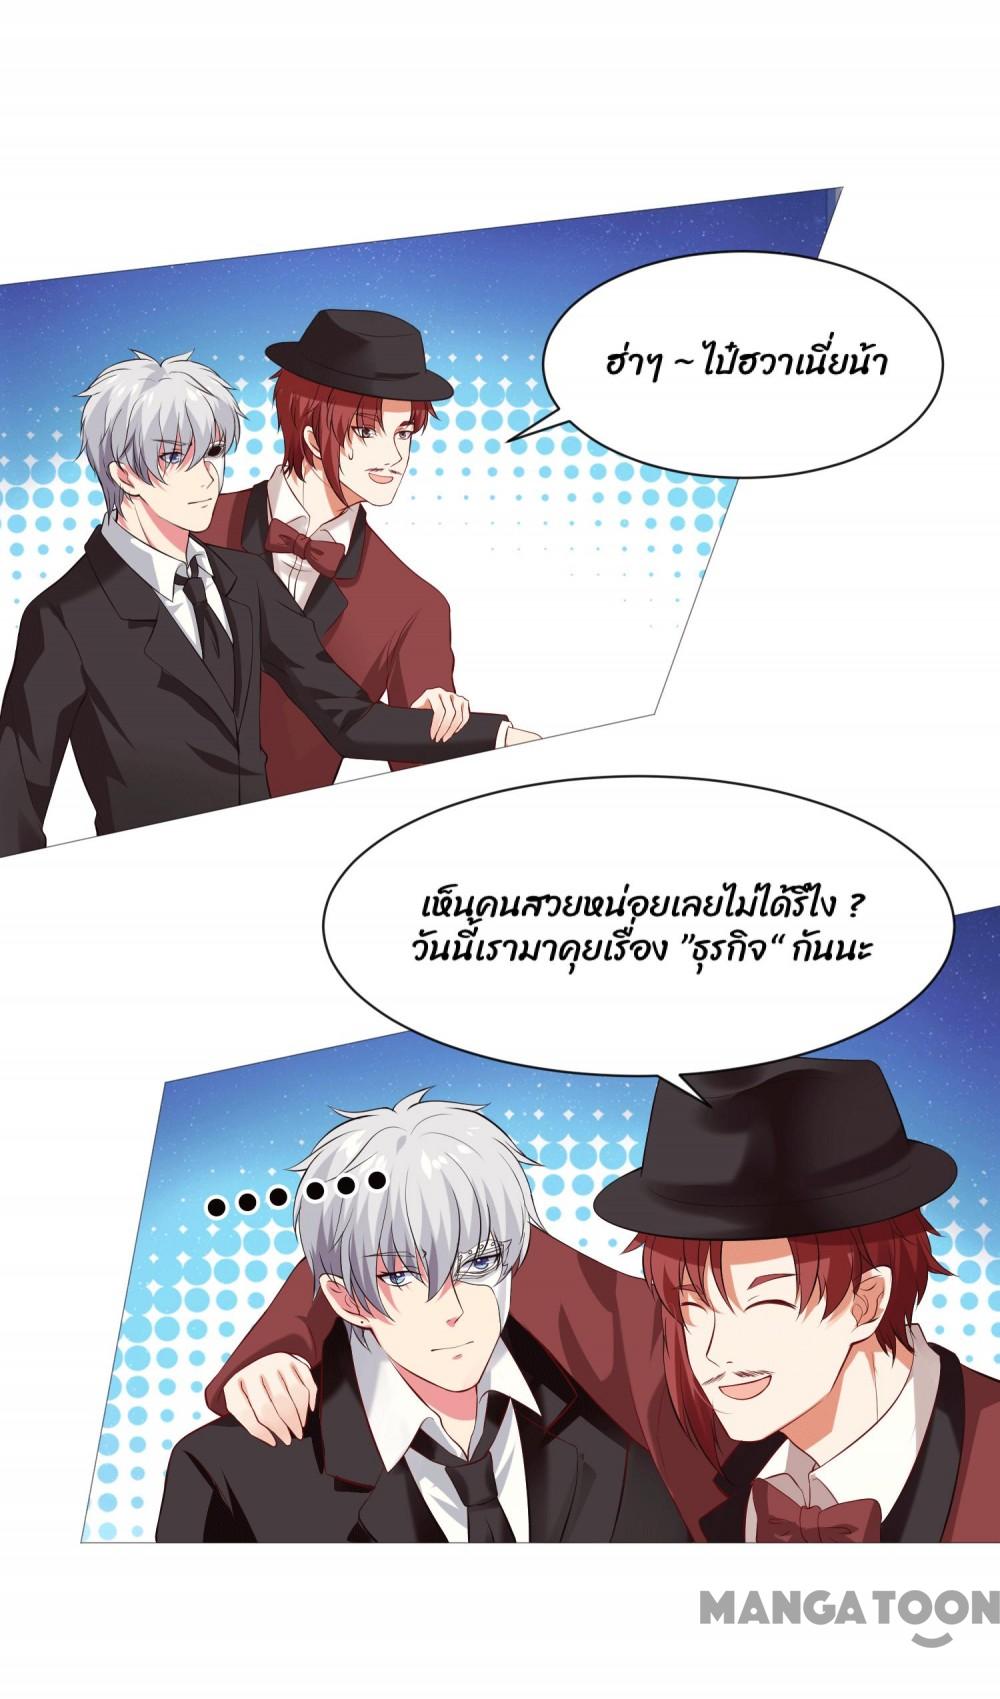 ฮ่าๆ ~ ไป๋ฮวาเนี่ยน้า
เห็นคนสวยหน่อยเลยไม่ได้รึไง ?
วันนี้เรามาคุยเรื่อง ”ธุรกิจ“ กันนะ
......
MANGATOON